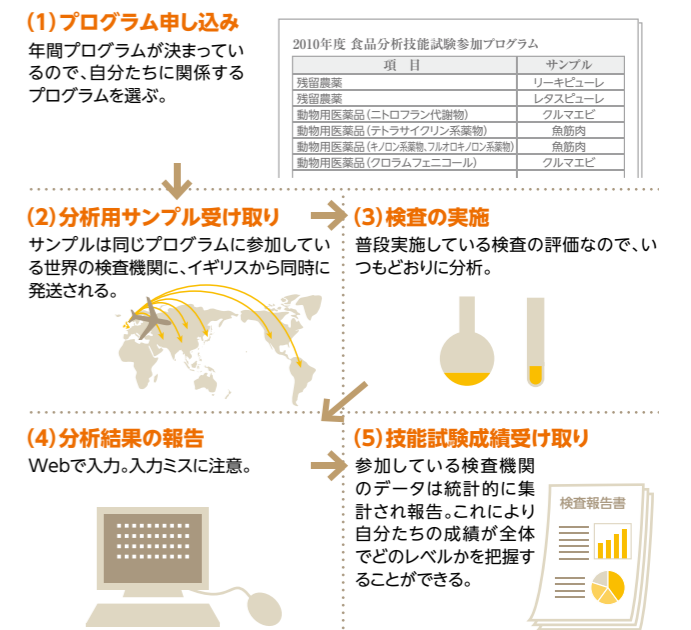 (1)プログラム申し込み
年間プログラムが決まってい
るので、自分たちに関係する
プログラムを選ぶ。
2010年度 食品分析技能試験参加プログラム
項 目 サンプル
残留農薬 リーキピューレ
残留農薬 レタスピューレ
動物用医薬品(ニトロフラン代謝物) クルマエビ
動物用医薬品(テトラサイクリン系薬物) 魚筋肉
動物用医薬品(キノロン系薬物、フルオロキノロン系薬物) 魚筋肉
動物用医薬品(クロラムフェニコール) クルマエビ
(2)分析用サンプル受け取り
サンプルは同じプログラムに参加してい
る世界の検査機関に、イギリスから同時に
発送される。
(3)検査の実施
普段実施している検査の評価なので、い
つもどおりに分析。
(4)分析結果の報告
Webで入力。入力ミスに注意。
(5)技能試験成績受け取り
参加している検査機関
のデータは統計的に集
計され報告。これにより
自分たちの成績が全体
でどのレベルかを把握す
ることができる。
検査報告書